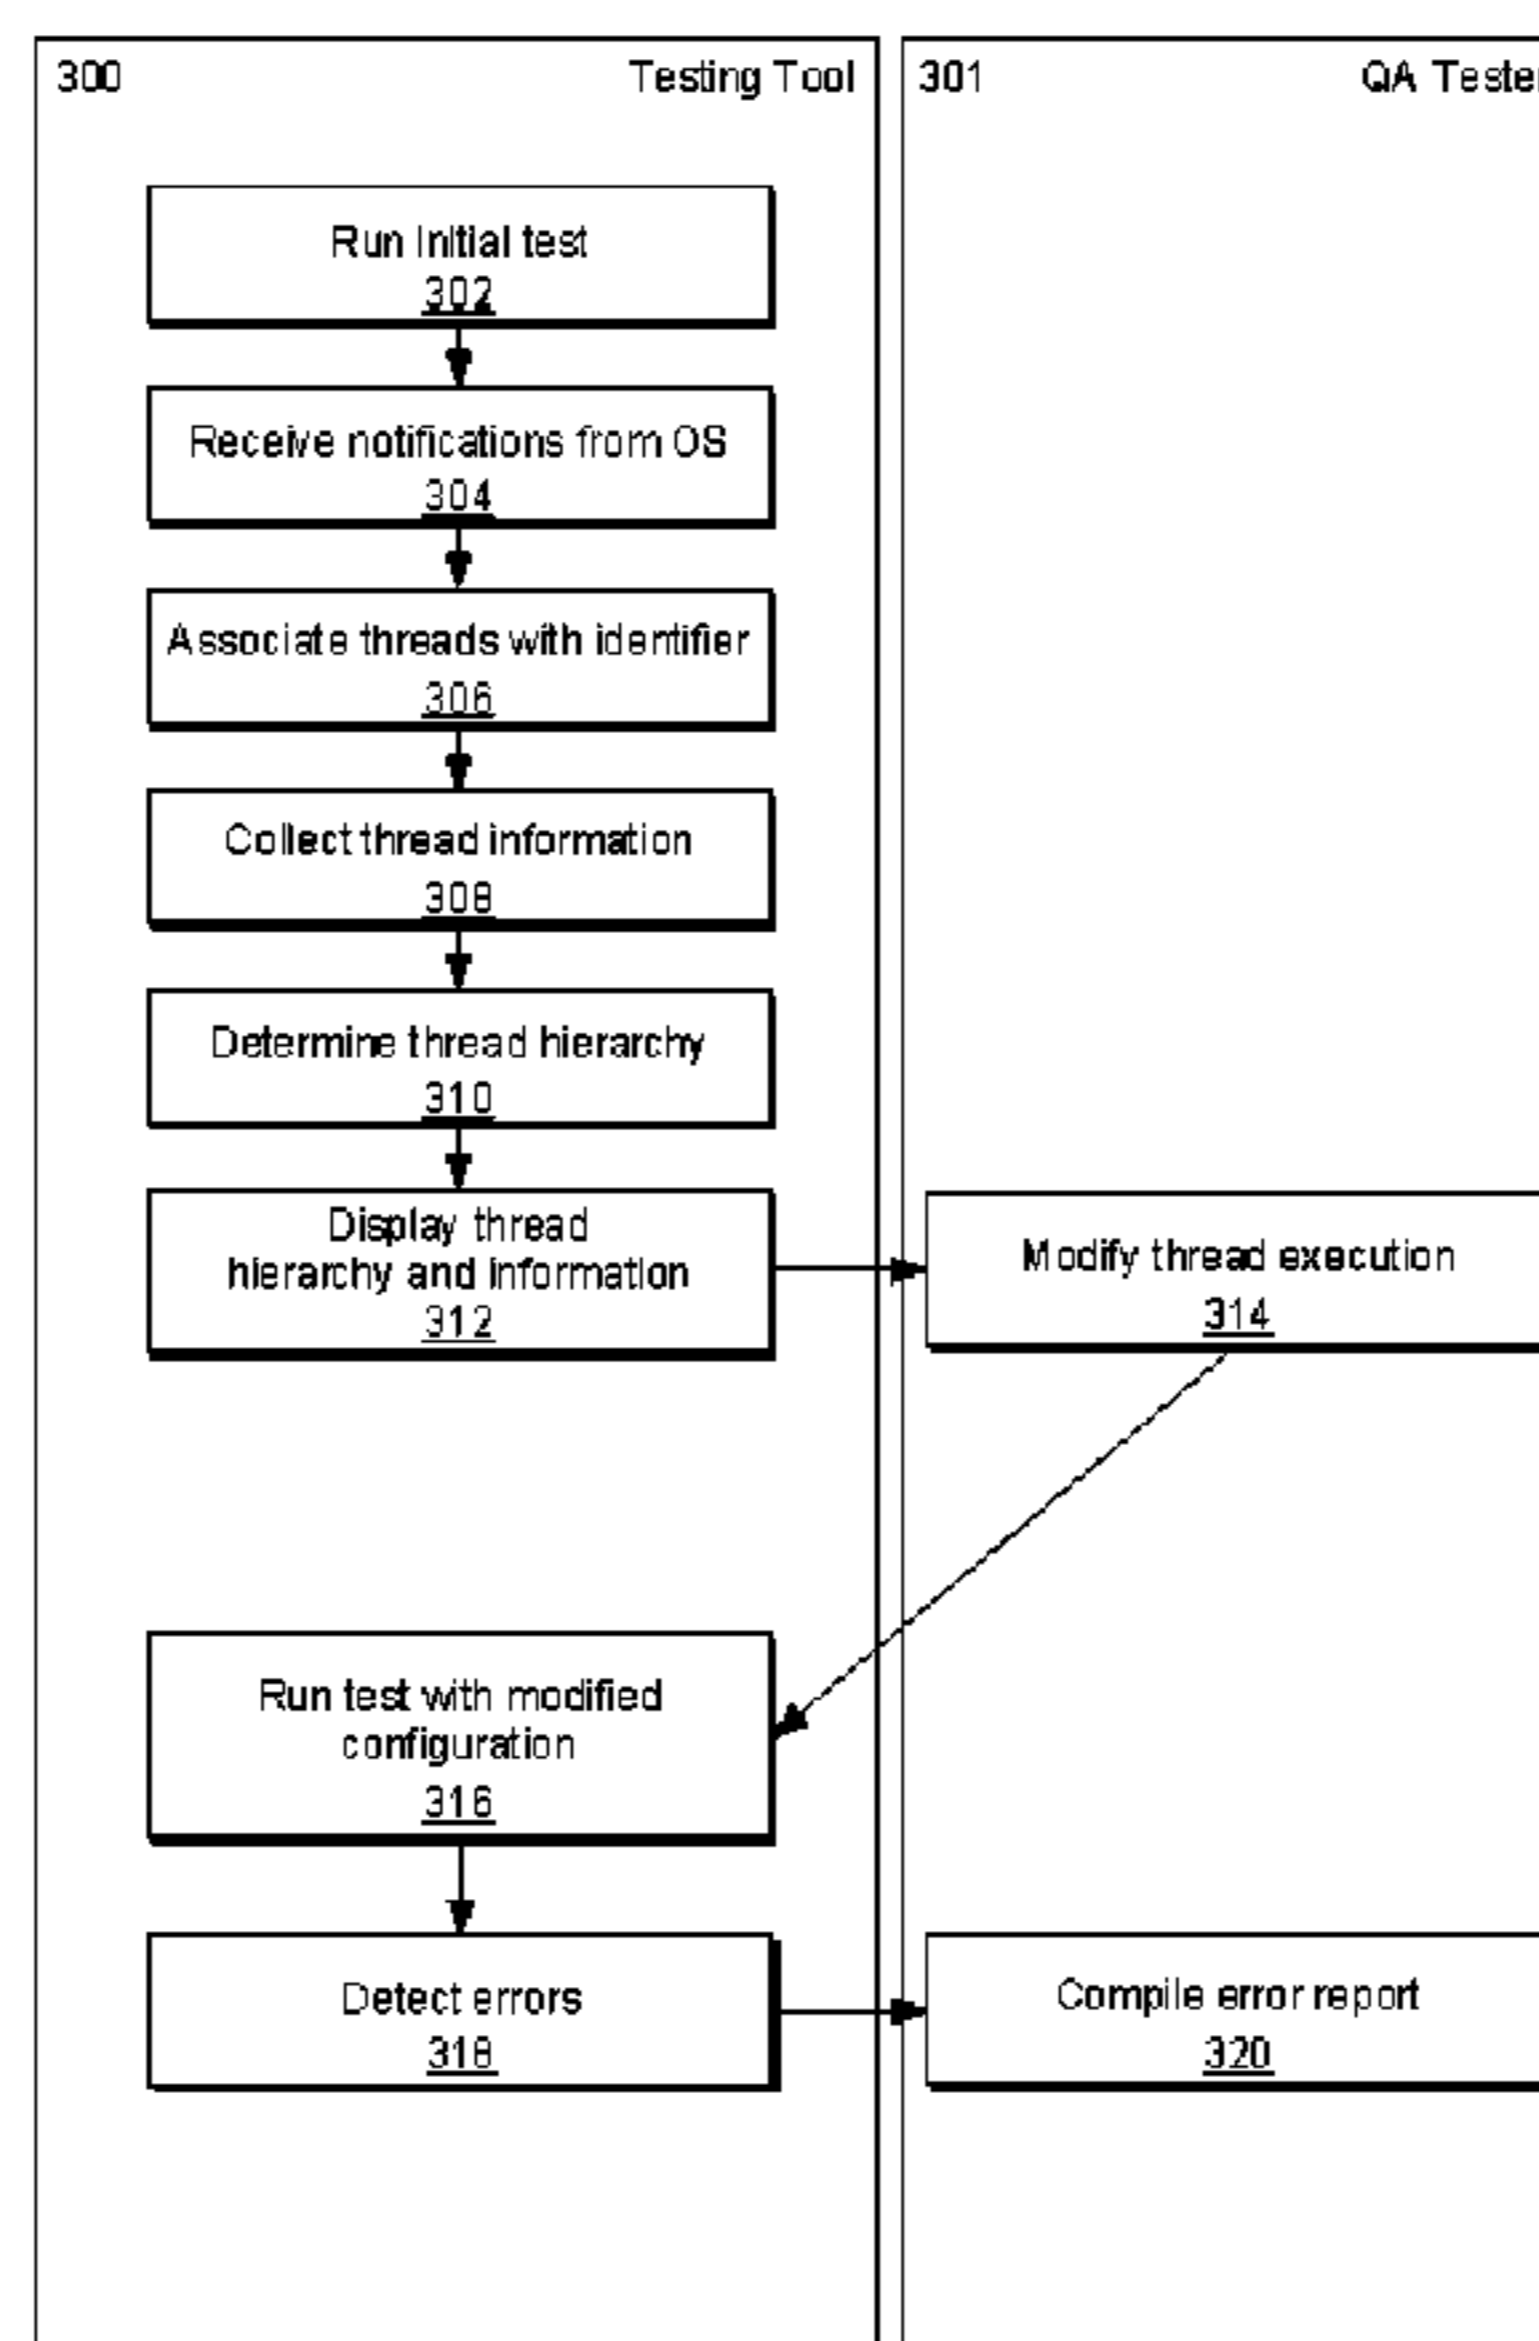 300 Testing Tool
301 QA Tester
Run initial test
302
Receive notifications from OS
304
Associate threads with identifier
306
Collect thread information
308
Determine thread hierarchy
310
Display thread
hierarchy and information
312
Modify thread execution
314
Run test with modified
configuration
316
Detect errors
318
Compile error report
320